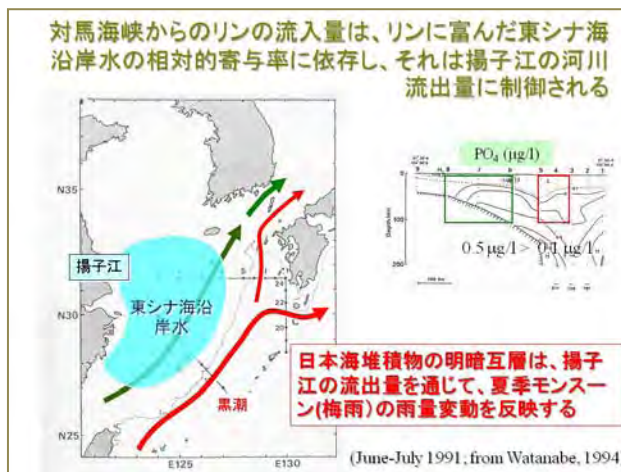 対馬海峡からのリンの流入量は、リンに富んだ東シナ海
沿岸水の相対的寄与率に依存し、それは揚子江の河川
流出量に制御される
PO4 (μg/l)
Depth (m)
100
200
0.5 μg/l > 0.1 μg/l
N35
N30
N25
E125
E130
揚子江
東シナ海沿
岸水
黒潮
日本海堆積物の明暗互層は、揚子
江の流出量を通じて、夏季モンスー
ン(梅雨)の雨量変動を反映する
(June-July 1991; from Watanabe, 1994